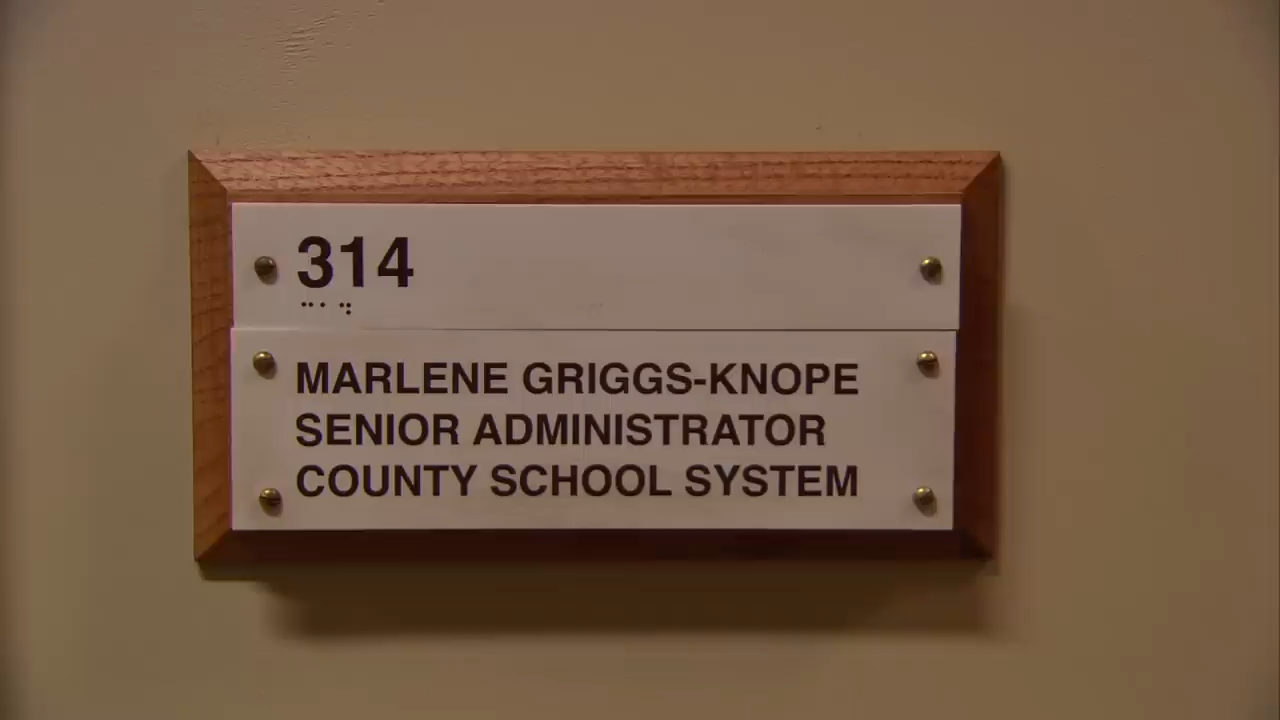 314
MARLENE GRIGGS-KNOPE
SENIOR ADMINISTRATOR
COUNTY SCHOOL SYSTEM